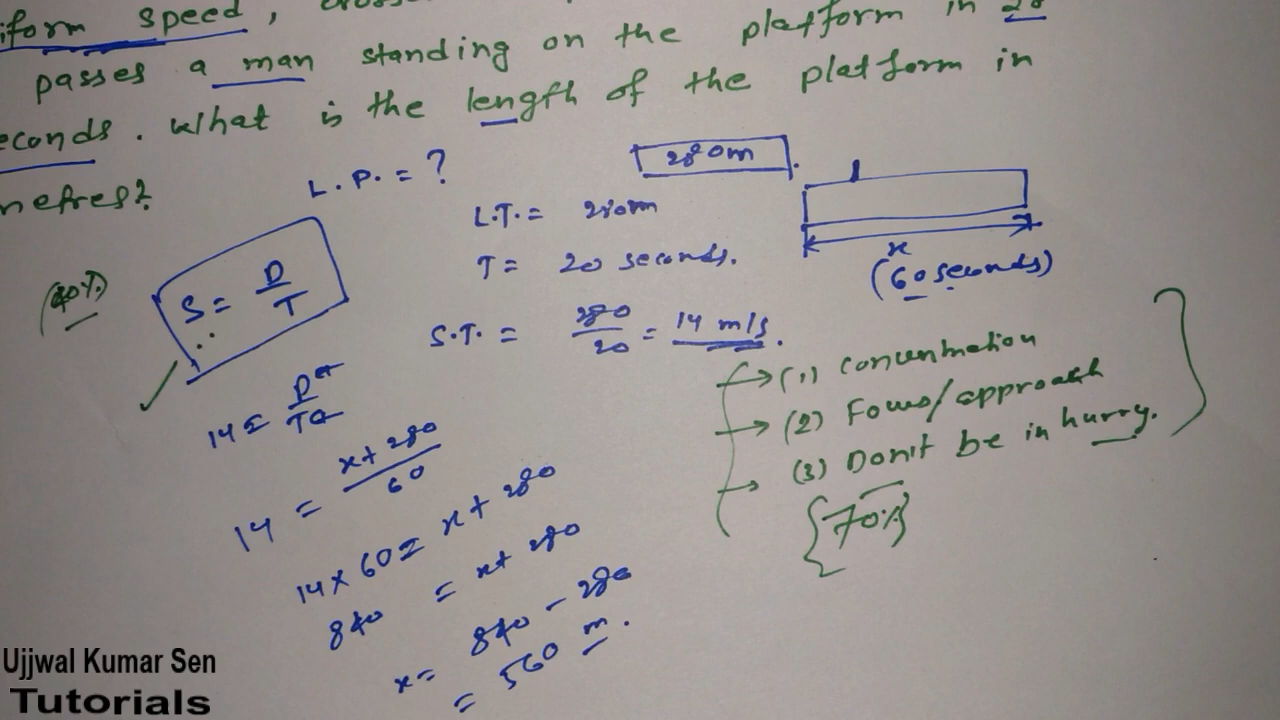 iform speed,
passes a man standing on the platform in 20
econds. What is the length of the platform in
metres?
L.P. = ?
280m
L.T. = 280m
T = 20 seconds.
x
(60 seconds)
S = D/T
S.T. = 280/20 = 14 m/s.
14 =
14 = x + 280/60
14 x 60 = x + 280
840 = x + 280
x = 840 - 280
= 560 m.
(1) concentration
(2) Focus/approach
(3) Don't be in hurry.
{70%}
Ujjwal Kumar Sen
Tutorials